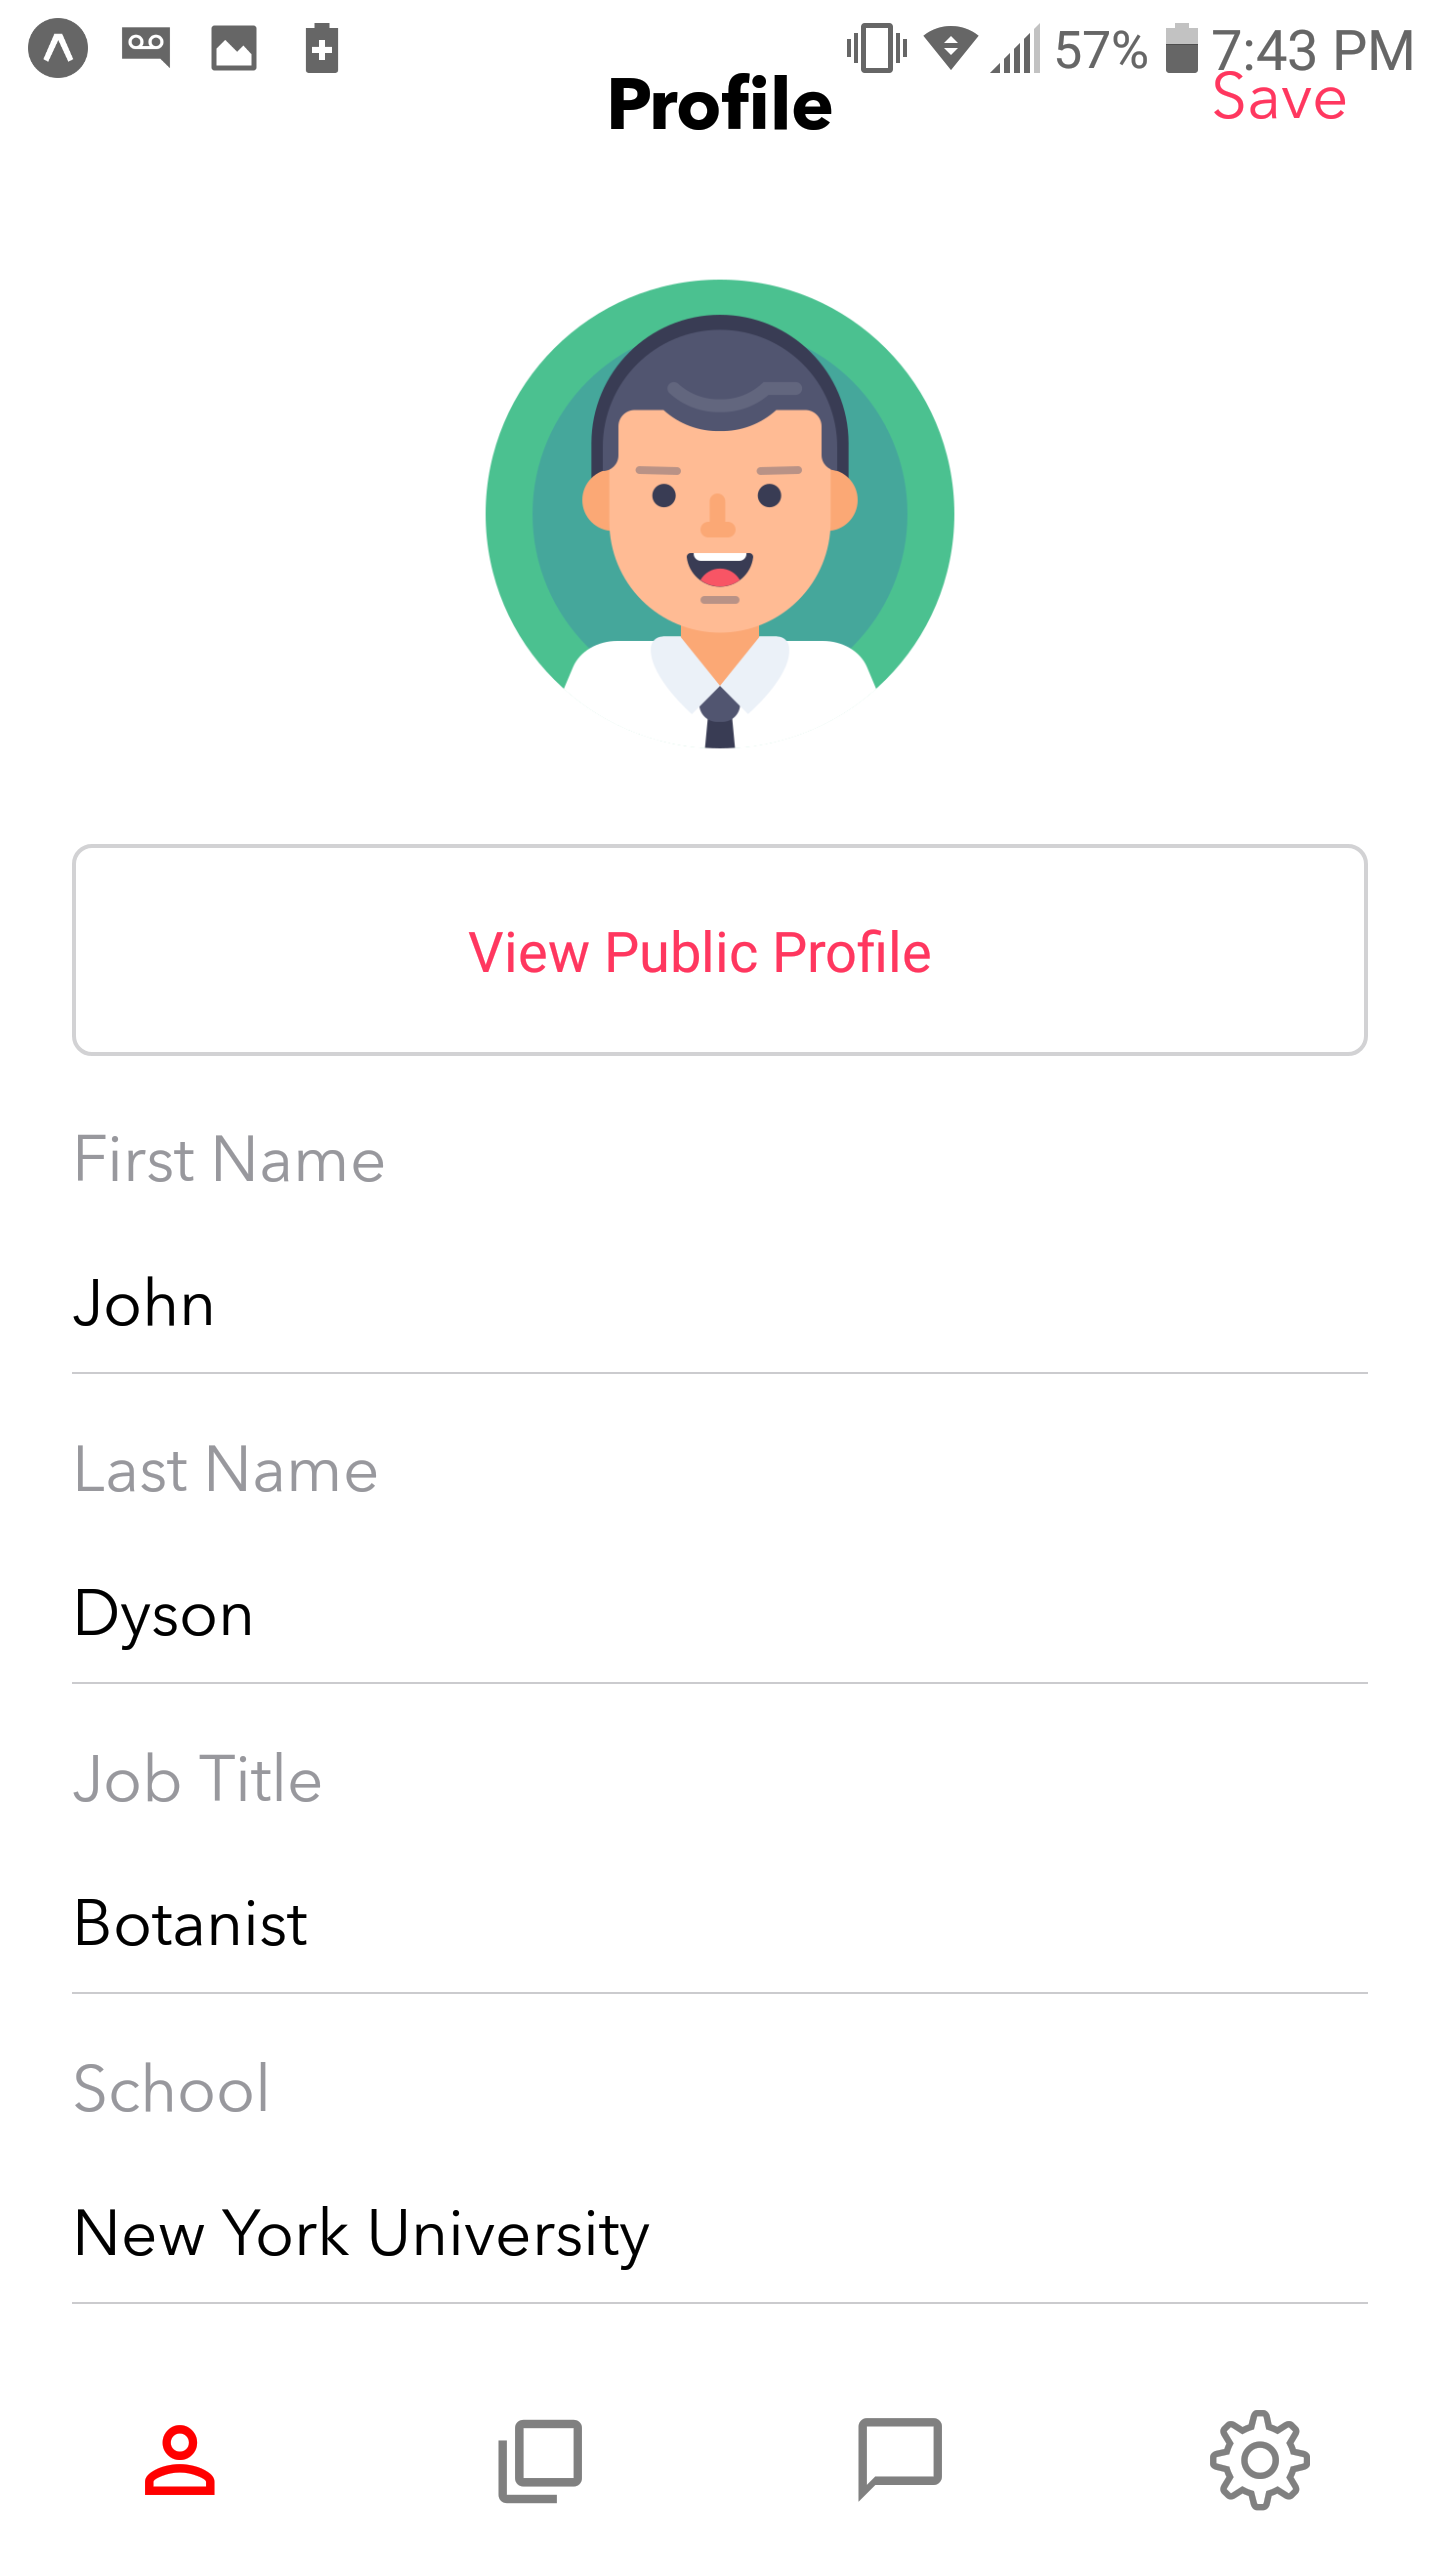 57% 7:43 PM
Profile
Save
View Public Profile
First Name
John
Last Name
Dyson
Job Title
Botanist
School
New York University